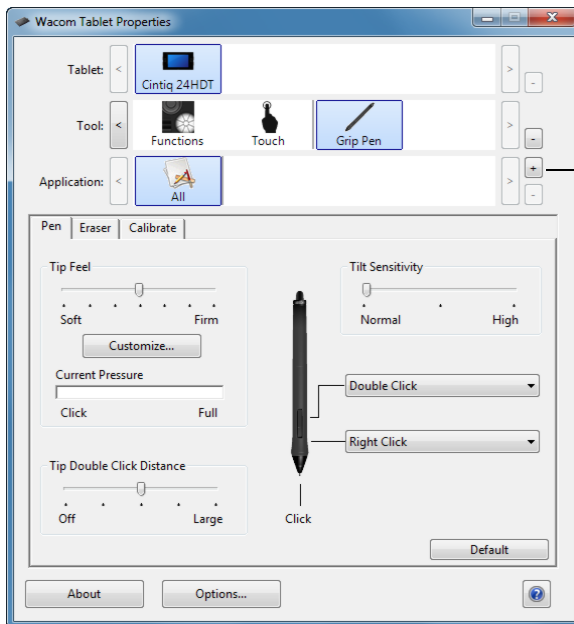 Wacom Tablet Properties
Tablet: < Cintiq 24HDT > -
Tool: < Functions Touch Grip Pen > -
Application: < All > + -
Pen Eraser Calibrate
Tip Feel Tilt Sensitivity
Soft Firm Normal High
Customize...
Current Pressure
Double Click
Click Full
Right Click
Tip Double Click Distance
Off Large Click
Default
About Options... ?